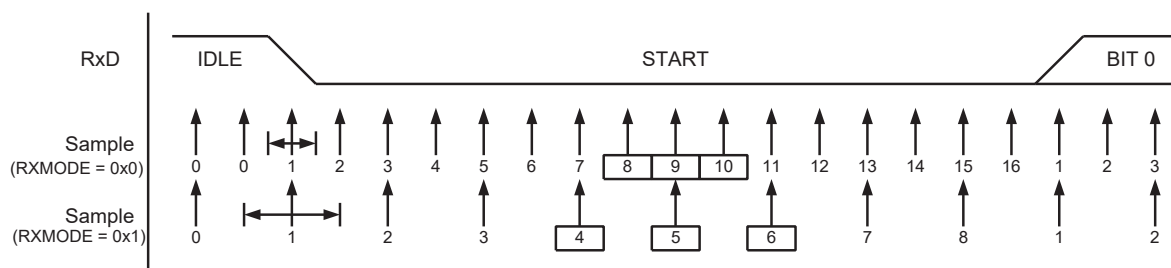 RxD IDLE START BIT 0
Sample
(RXMODE = 0x0) 0 0 1 2 3 4 5 6 7 8 9 10 11 12 13 14 15 16 1 2 3
Sample
(RXMODE = 0x1) 0 1 2 3 4 5 6 7 8 1 2